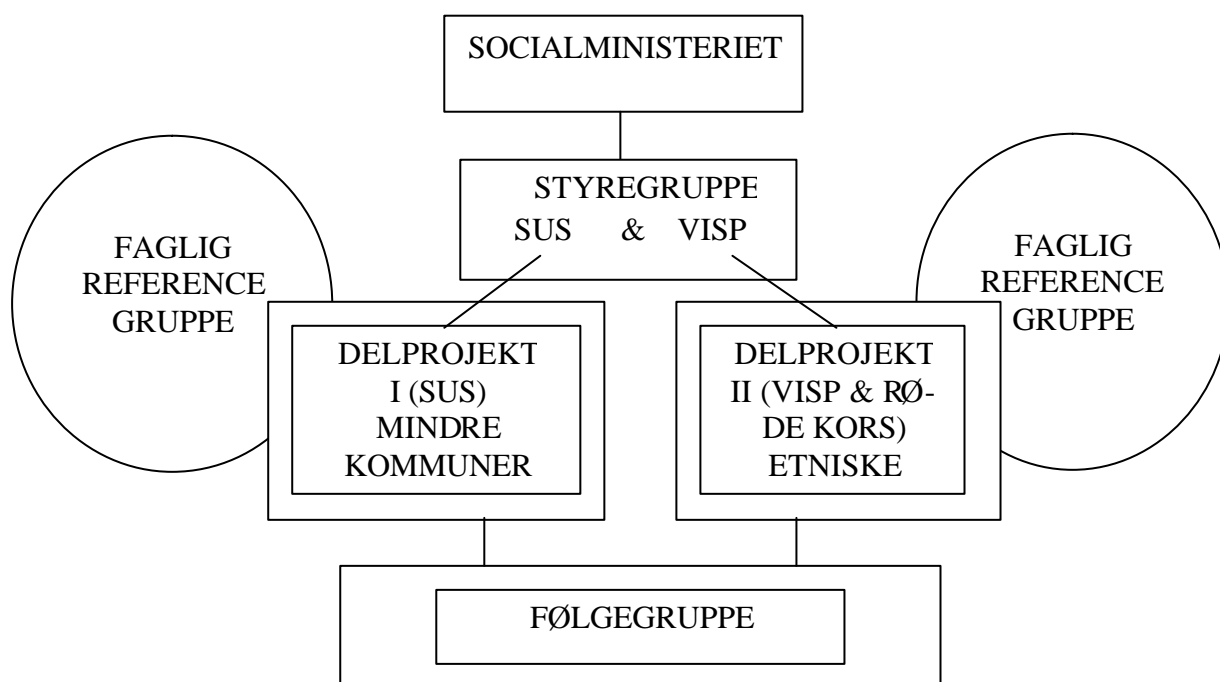 SOCIALMINISTERIET
STYREGRUPPE
SUS & VISP
FAGLIG
REFERENCE
GRUPPE
FAGLIG
REFERENCE
GRUPPE
DELPROJEKT
I (SUS)
MINDRE
KOMMUNER
DELPROJEKT
II (VISP & RØ-
DE KORS)
ETNISKE
FØLGEGRUPPE